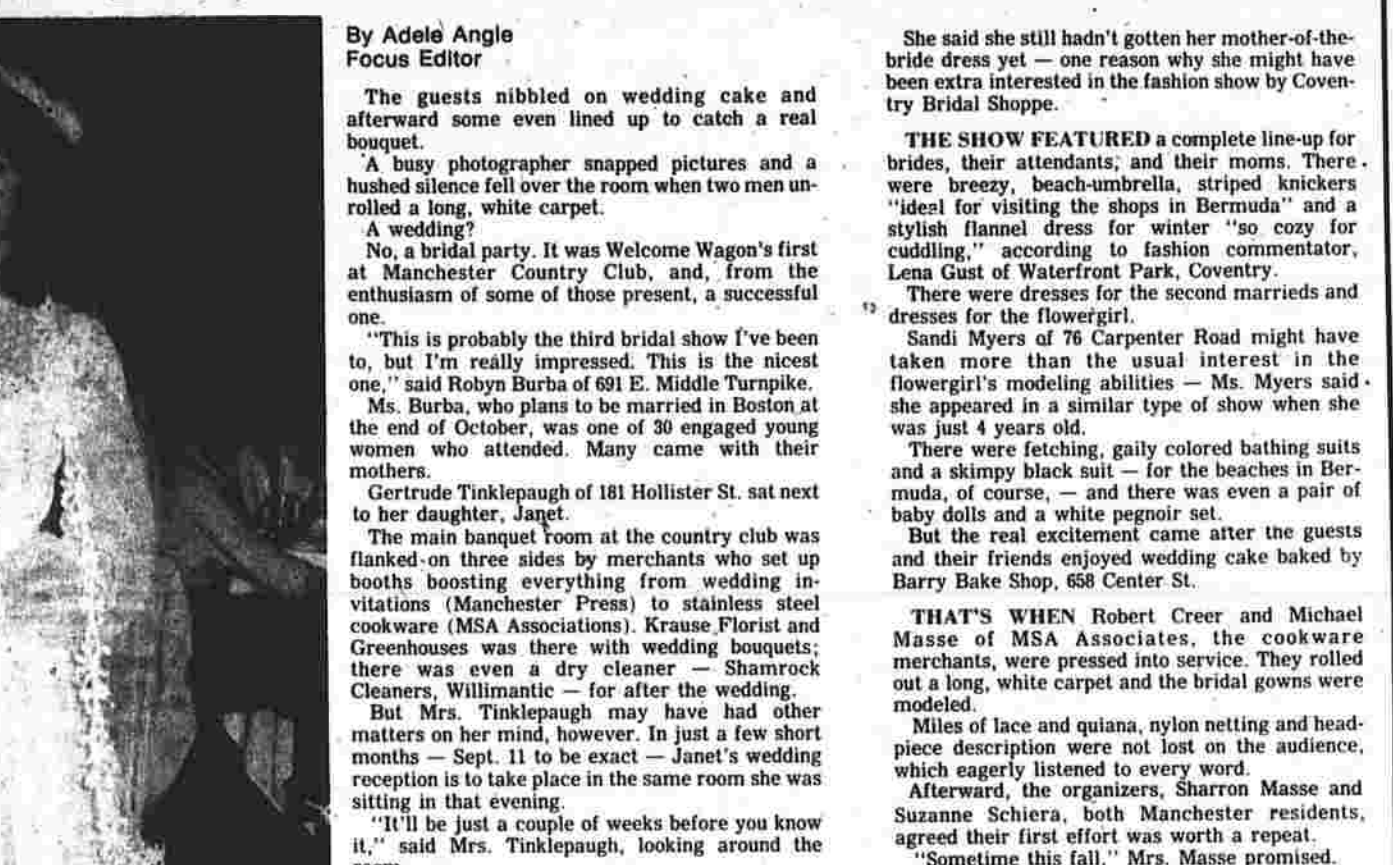 By Adele Angle
Focus Editor
The guests nibbled on wedding cake and
afterward some even lined up to catch a real
bouquet.
A busy photographer snapped pictures and a
hushed silence fell over the room when two men un-
rolled a long, white carpet.
A wedding?
No, a bridal party. It was Welcome Wagon's first
at Manchester Country Club, and, from the
enthusiasm of some of those present, a successful
one.
"This is probably the third bridal show I've been
to, but I'm really impressed. This is the nicest
one," said Robyn Burba of 691 E. Middle Turnpike.
Ms. Burba, who plans to be married in Boston at
the end of October, was one of 30 engaged young
women who attended. Many came with their
mothers.
Gertrude Tinklepaugh of 181 Hollister St. sat next
to her daughter, Janet.
The main banquet room at the country club was
flanked on three sides by merchants who set up
booths boosting everything from wedding in-
vitations (Manchester Press) to stainless steel
cookware (MSA Associations). Krause Florist and
Greenhouses was there with wedding bouquets;
there was even a dry cleaner — Shamrock
Cleaners, Willimantic — for after the wedding.
But Mrs. Tinklepaugh may have had other
matters on her mind, however. In just a few short
months — Sept. 11 to be exact — Janet's wedding
reception is to take place in the same room she was
sitting in that evening.
"It'll be just a couple of weeks before you know
it," said Mrs. Tinklepaugh, looking around the
She said she still hadn't gotten her mother-of-the-
bride dress yet — one reason why she might have
been extra interested in the fashion show by Coven-
try Bridal Shoppe.
THE SHOW FEATURED a complete line-up for
brides, their attendants, and their moms. There
were breezy, beach-umbrella, striped knickers
"ideal for visiting the shops in Bermuda" and a
stylish flannel dress for winter "so cozy for
cuddling," according to fashion commentator,
Lena Gust of Waterfront Park, Coventry.
There were dresses for the second marrieds and
dresses for the flowergirl.
Sandi Myers of 76 Carpenter Road might have
taken more than the usual interest in the
flowergirl's modeling abilities — Ms. Myers said
she appeared in a similar type of show when she
was just 4 years old.
There were fetching, gaily colored bathing suits
and a skimpy black suit — for the beaches in Ber-
muda, of course, — and there was even a pair of
baby dolls and a white pegnoir set.
But the real excitement came after the guests
and their friends enjoyed wedding cake baked by
Barry Bake Shop, 658 Center St.
THAT'S WHEN Robert Creer and Michael
Masse of MSA Associates, the cookware
merchants, were pressed into service. They rolled
out a long, white carpet and the bridal gowns were
modeled.
Miles of lace and quiana, nylon netting and head-
piece description were not lost on the audience,
which eagerly listened to every word.
Afterward, the organizers, Sharron Masse and
Suzanne Schiera, both Manchester residents,
agreed their first effort was worth a repeat.
"Sometime this fall," Mrs. Masse promised.